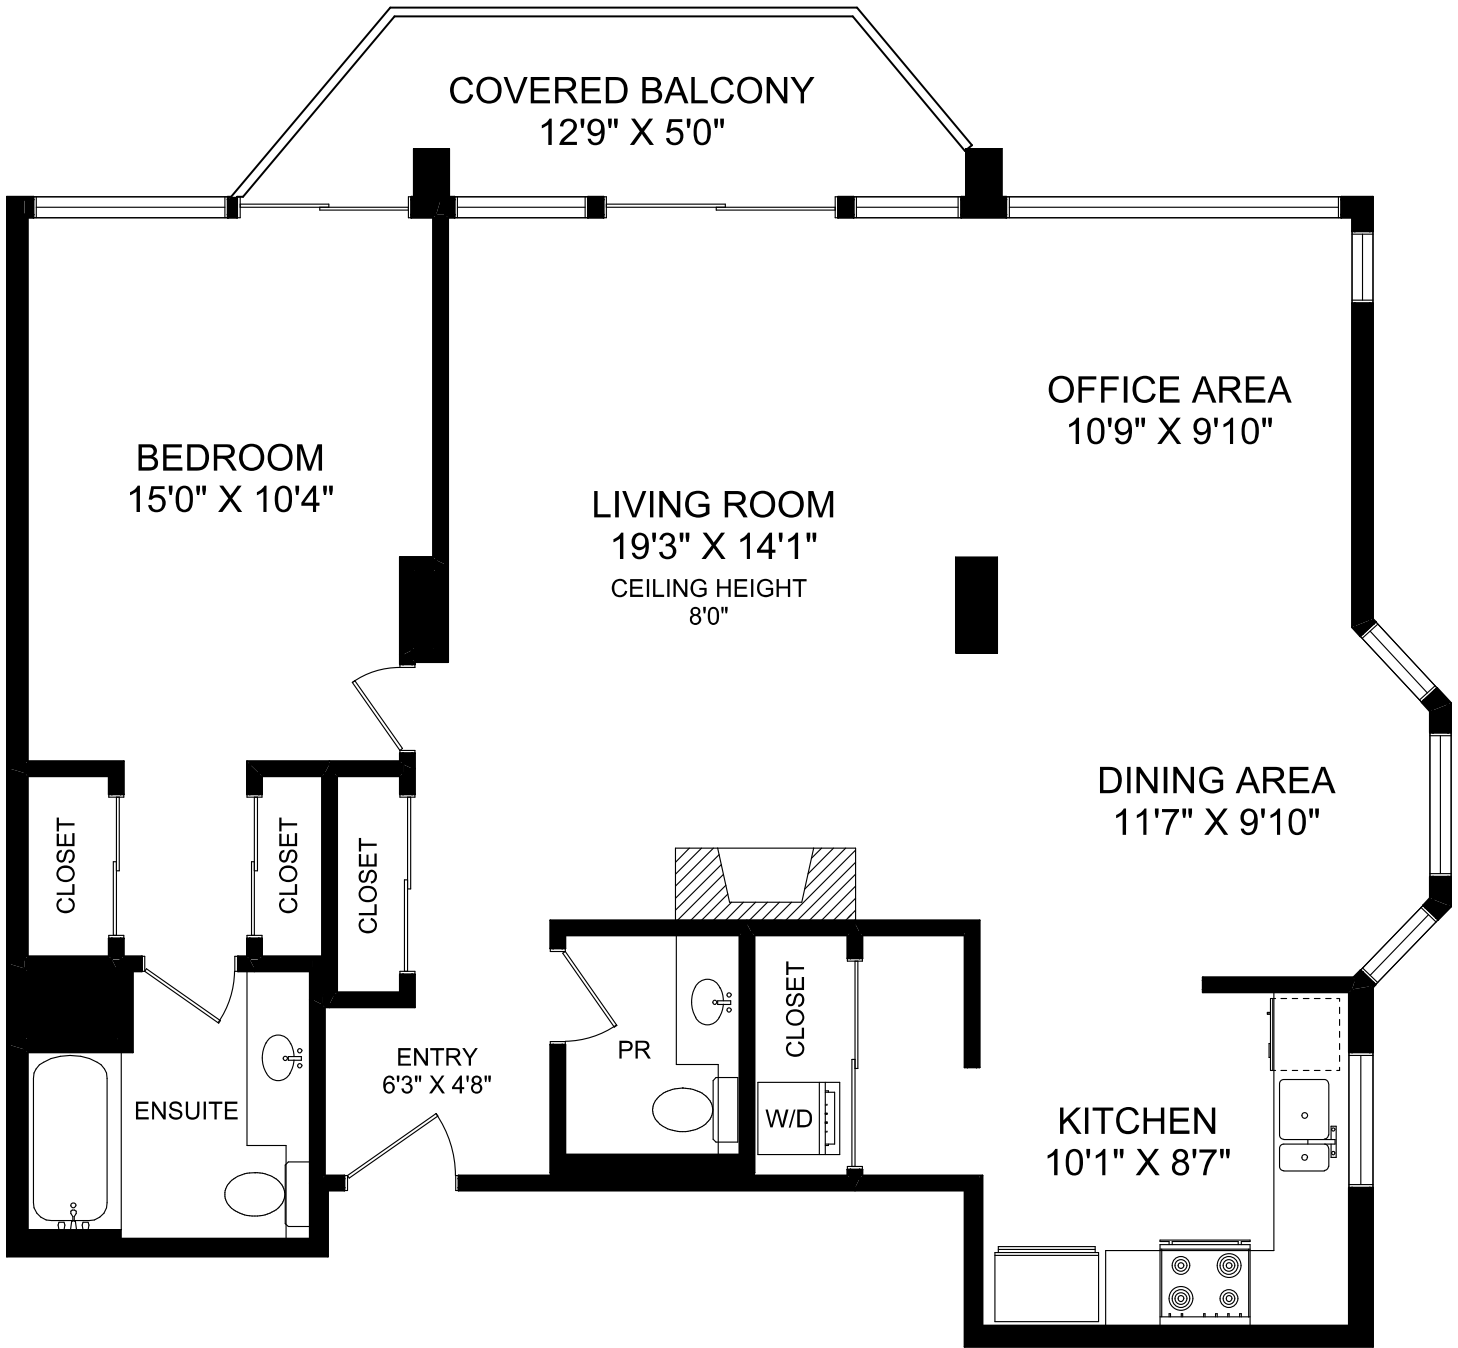 COVERED BALCONY
12'9" X 5'0"
OFFICE AREA
10'9" X 9'10"
BEDROOM
15'0" X 10'4"
LIVING ROOM
19'3" X 14'1"
CEILING HEIGHT
8'0"
DINING AREA
11'7" X 9'10"
CLOSET
CLOSET
CLOSET
CLOSET
PR
ENTRY
6'3" X 4'8"
ENSUITE
W/D
KITCHEN
10'1" X 8'7"